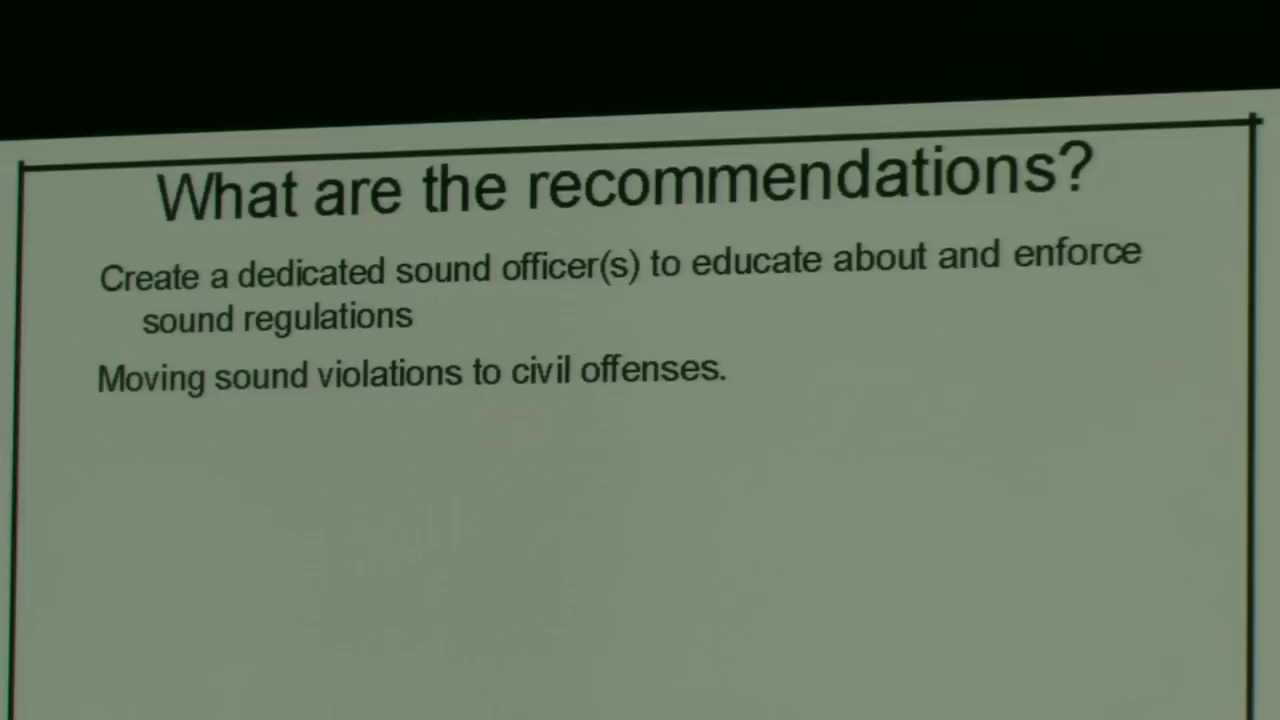 What are the recommendations?
Create a dedicated sound officer(s) to educate about and enforce
sound regulations
Moving sound violations to civil offenses.